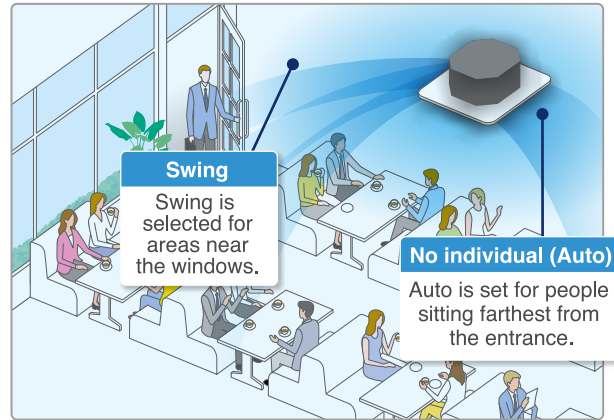 Swing
Swing is
selected for
areas near
the windows.
No individual (Auto)
Auto is set for people
sitting farthest from
the entrance.